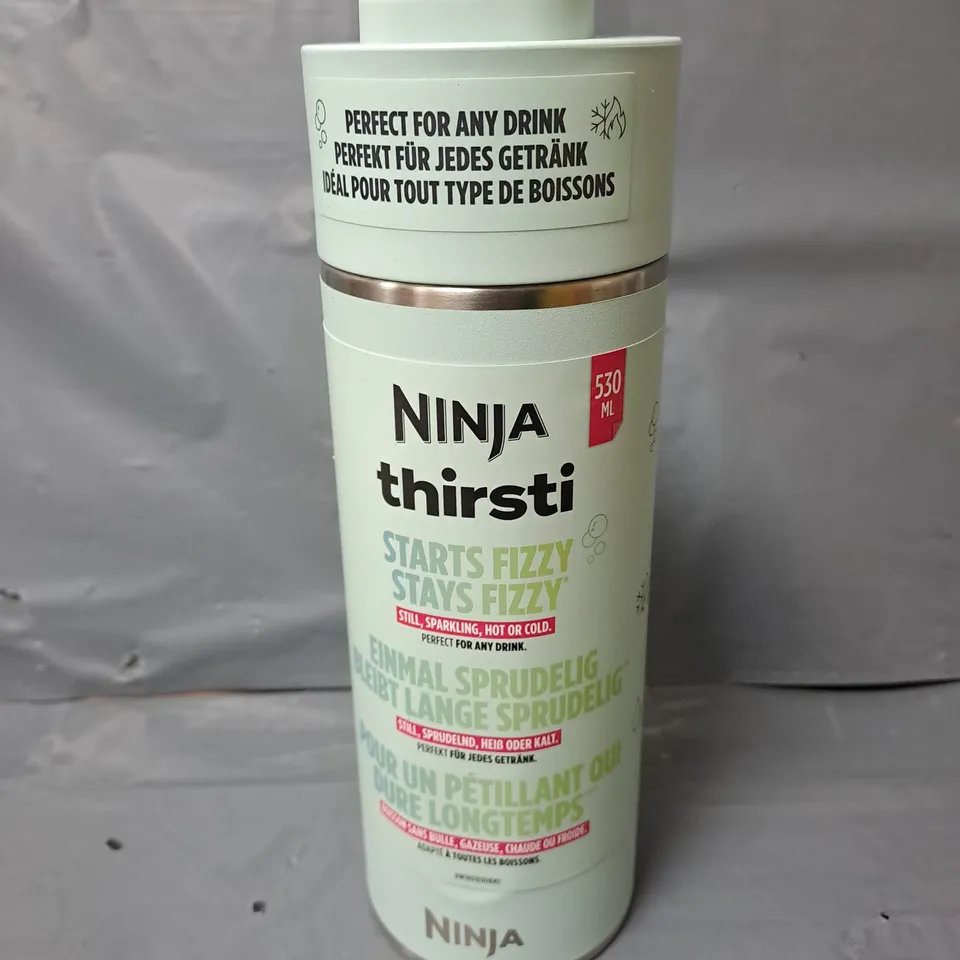 PERFECT FOR ANY DRINK
PERFEKT FÜR JEDES GETRÄNK
IDÉAL POUR TOUT TYPE DE BOISSONS
530
ML
NINJA
thirsti
STARTS FIZZY
STAYS FIZZY*
STILL, SPARKLING, HOT OR COLD.
PERFECT FOR ANY DRINK.
EINMAL SPRUDELIG
BLEIBT LANGE SPRUDELIG
STILL, SPRUDELND, HEIẞ ODER KALT.
PERFEKT FÜR JEDES GETRÄNK.
POUR UN PÉTILLANT QUI
DURE LONGTEMPS
BOISSON SANS BULLE, GAZEUSE, CHAUDE OU FROIDE.
ADAPTÉ À TOUTES LES BOISSONS.
NINJA